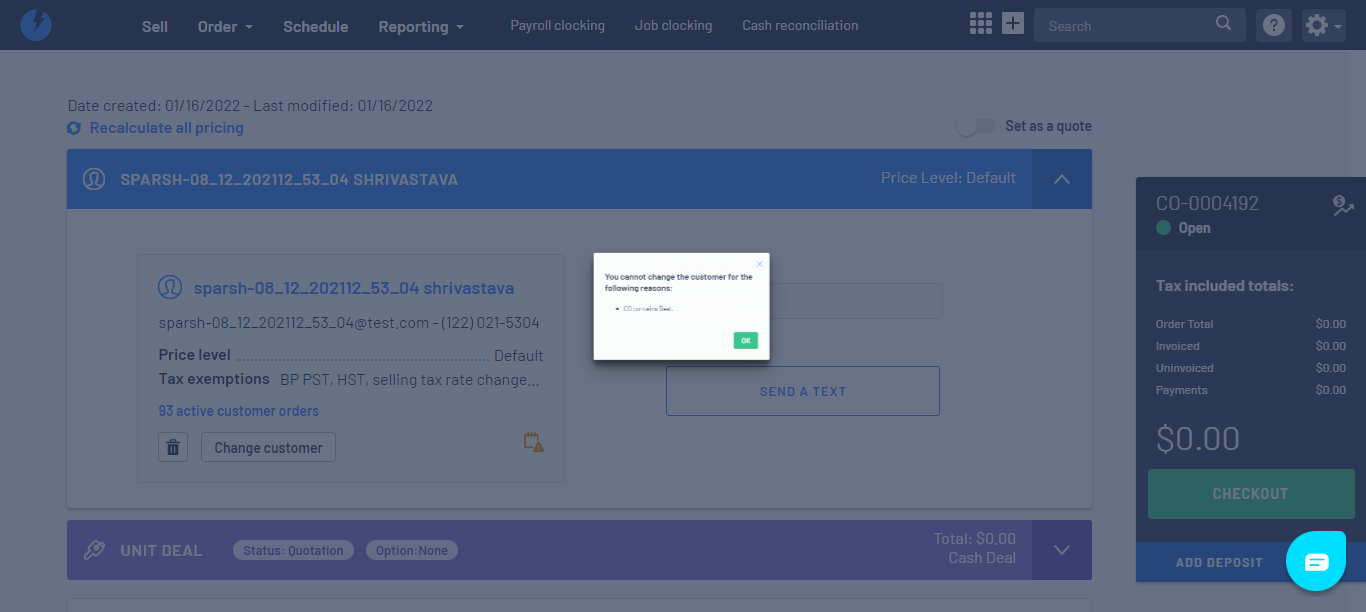 Sell Order Schedule Reporting Payroll clocking Job clocking Cash reconciliation Search
Date created: 01/16/2022 - Last modified: 01/16/2022
Recalculate all pricing
Set as a quote
SPARSH-08_12_202112_53_04 SHRIVASTAVA
Price Level: Default
sparsh-08_12_202112_53_04 shrivastava
sparsh-08_12_202112_53_04@test.com - (122) 021-5304
Price level Default
Tax exemptions BP PST, HST, selling tax rate change...
93 active customer orders
Change customer
You cannot change the customer for the
following reasons:
CO contains Deal.
OK
SEND A TEXT
UNIT DEAL Status: Quotation Option:None
Total: $0.00
Cash Deal
CO-0004192
Open
Tax included totals:
Order Total $0.00
Invoiced $0.00
Uninvoiced $0.00
Payments $0.00
$0.00
CHECKOUT
ADD DEPOSIT